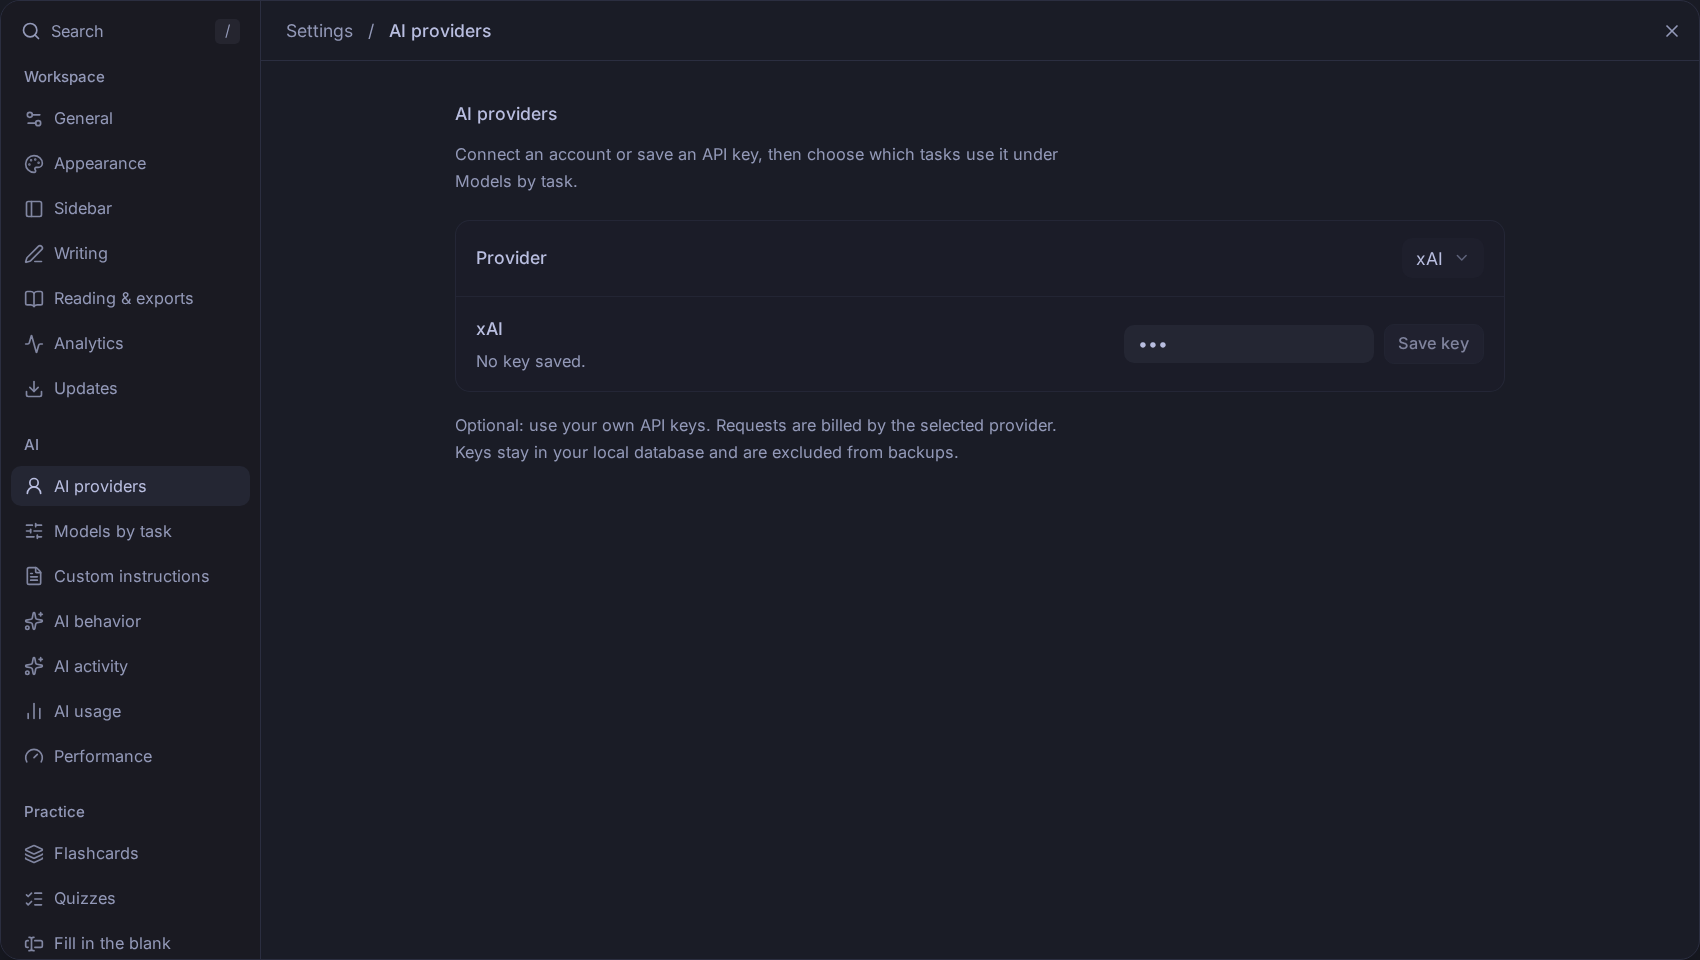 Search
/
Workspace
General
Appearance
Sidebar
Writing
Reading & exports
Analytics
Updates
AI
AI providers
Models by task
Custom instructions
AI behavior
AI activity
AI usage
Performance
Practice
Flashcards
Quizzes
Fill in the blank
Settings / AI providers
AI providers
Connect an account or save an API key, then choose which tasks use it under
Models by task.
Provider
xAI
xAI
No key saved.
•••
Save key
Optional: use your own API keys. Requests are billed by the selected provider.
Keys stay in your local database and are excluded from backups.